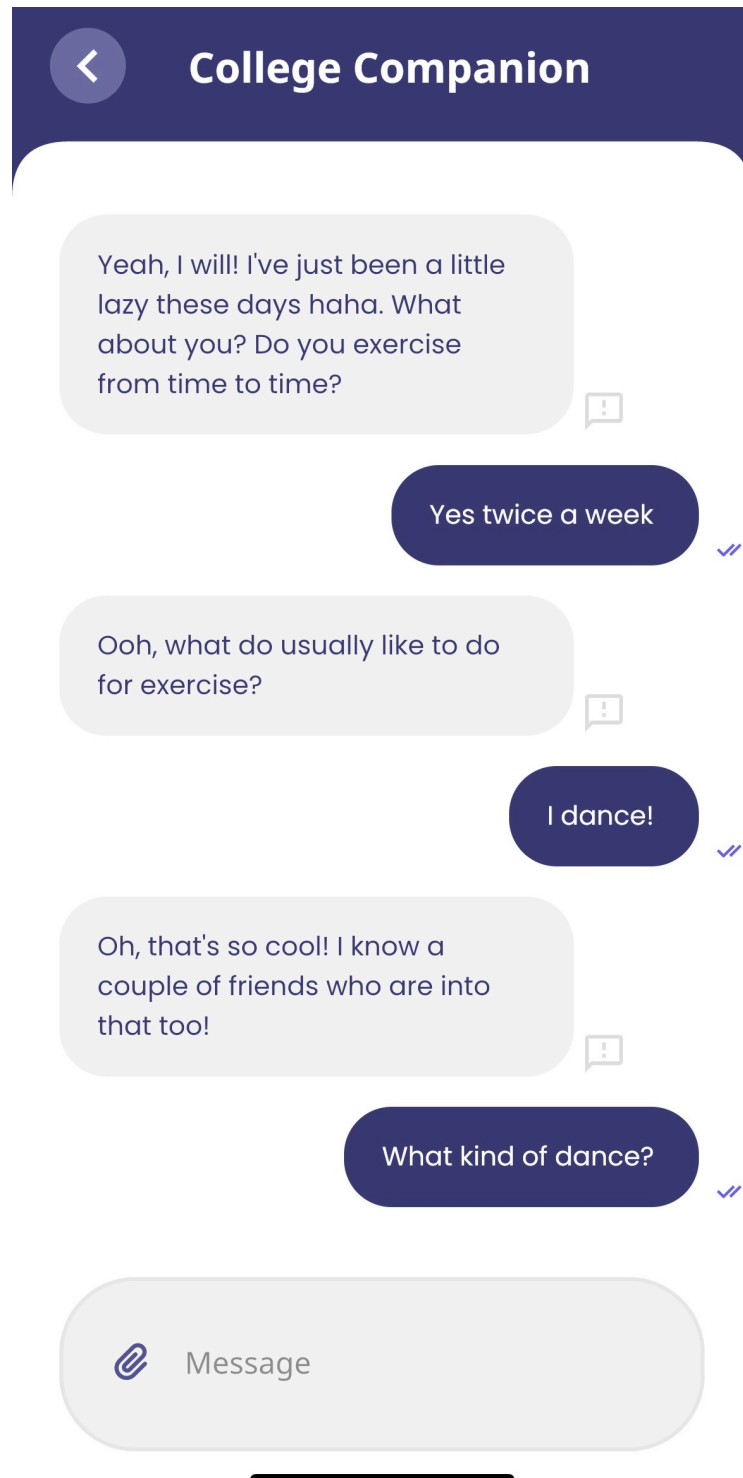 College Companion
Yeah, I will! I've just been a little
lazy these days haha. What
about you? Do you exercise
from time to time?
Yes twice a week
Ooh, what do usually like to do
for exercise?
I dance!
Oh, that's so cool! I know a
couple of friends who are into
that too!
What kind of dance?
Message